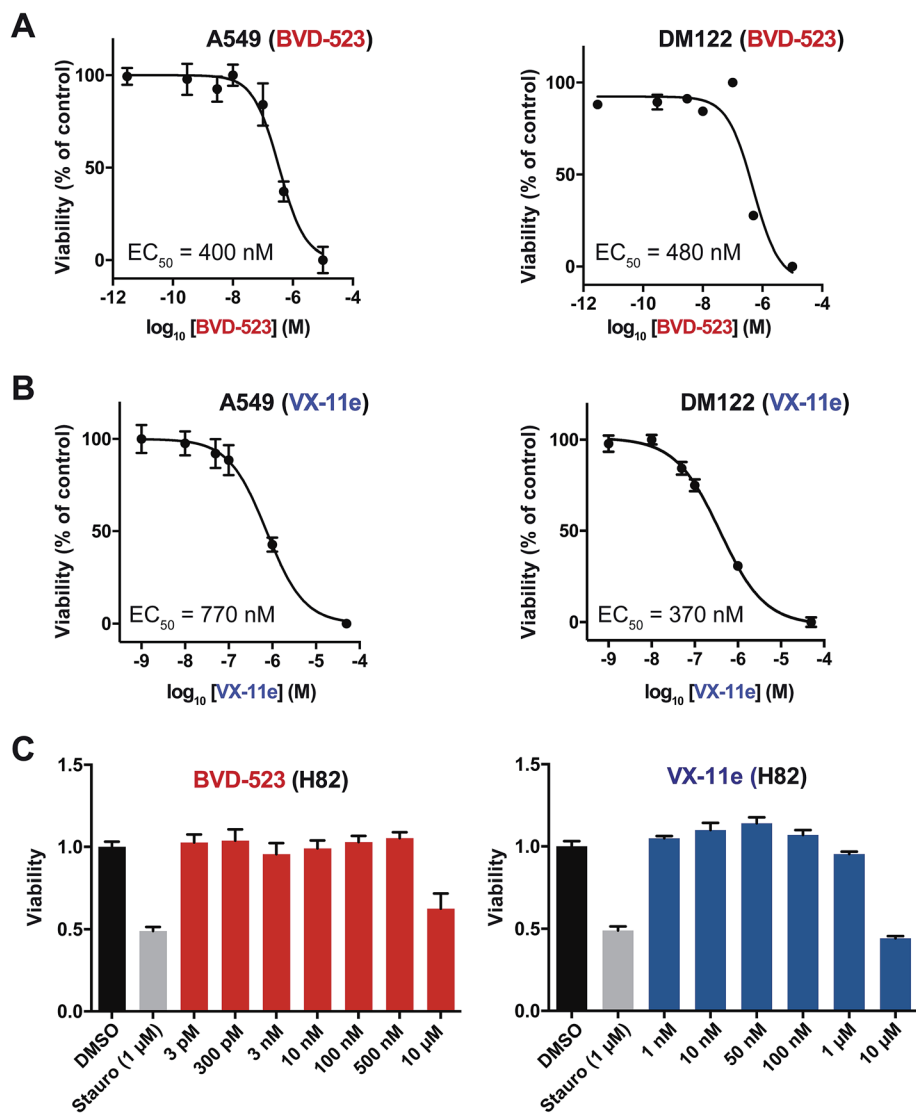 A
A549 (BVD-523)
Viability (% of control)
100
50
0
EC50 = 400 nM
-12 -10 -8 -6 -4
log10 [BVD-523] (M)
DM122 (BVD-523)
Viability (% of control)
100
50
0
EC50 = 480 nM
-12 -10 -8 -6 -4
log10 [BVD-523] (M)
B
A549 (VX-11e)
Viability (% of control)
100
50
0
EC50 = 770 nM
-9 -8 -7 -6 -5 -4
log10 [VX-11e] (M)
DM122 (VX-11e)
Viability (% of control)
100
50
0
EC50 = 370 nM
-9 -8 -7 -6 -5 -4
log10 [VX-11e] (M)
C
BVD-523 (H82)
Viability
1.5
1.0
0.5
0.0
DMSO
Stauro (1 µM)
3 pM
300 pM
3 nM
10 nM
100 nM
500 nM
10 µM
VX-11e (H82)
Viability
1.5
1.0
0.5
0.0
DMSO
Stauro (1 µM)
1 nM
10 nM
50 nM
100 nM
1 µM
10 µM